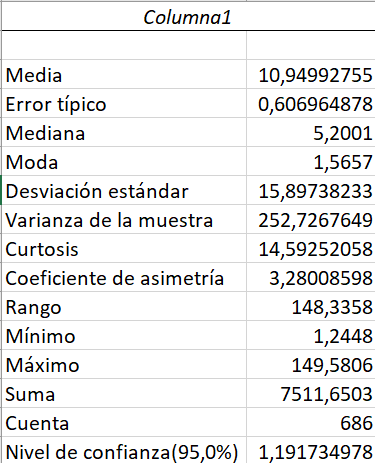 Columna1
Media 10,94992755
Error típico 0,606964878
Mediana 5,2001
Moda 1,5657
Desviación estándar 15,89738233
Varianza de la muestra 252,7267649
Curtosis 14,59252058
Coeficiente de asimetría 3,28008598
Rango 148,3358
Mínimo 1,2448
Máximo 149,5806
Suma 7511,6503
Cuenta 686
Nivel de confianza(95,0%) 1,191734978